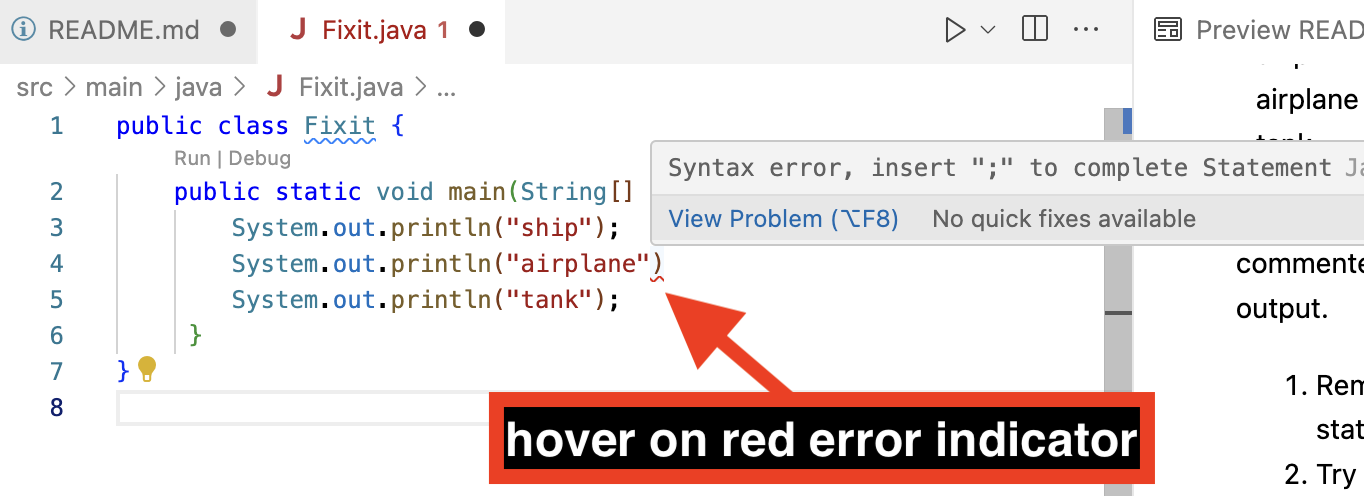 README.md
J Fixit.java 1
Preview READ
src > main > java > J Fixit.java > ...
airplane
1 public class Fixit {
Run | Debug
Syntax error, insert ";" to complete Statement Ja
2 public static void main(String[]
View Problem (⌥F8) No quick fixes available
3 System.out.println("ship");
4 System.out.println("airplane")
commente
5 System.out.println("tank");
output.
6 }
7 }
8
1. Rem
stat
hover on red error indicator
2. Try